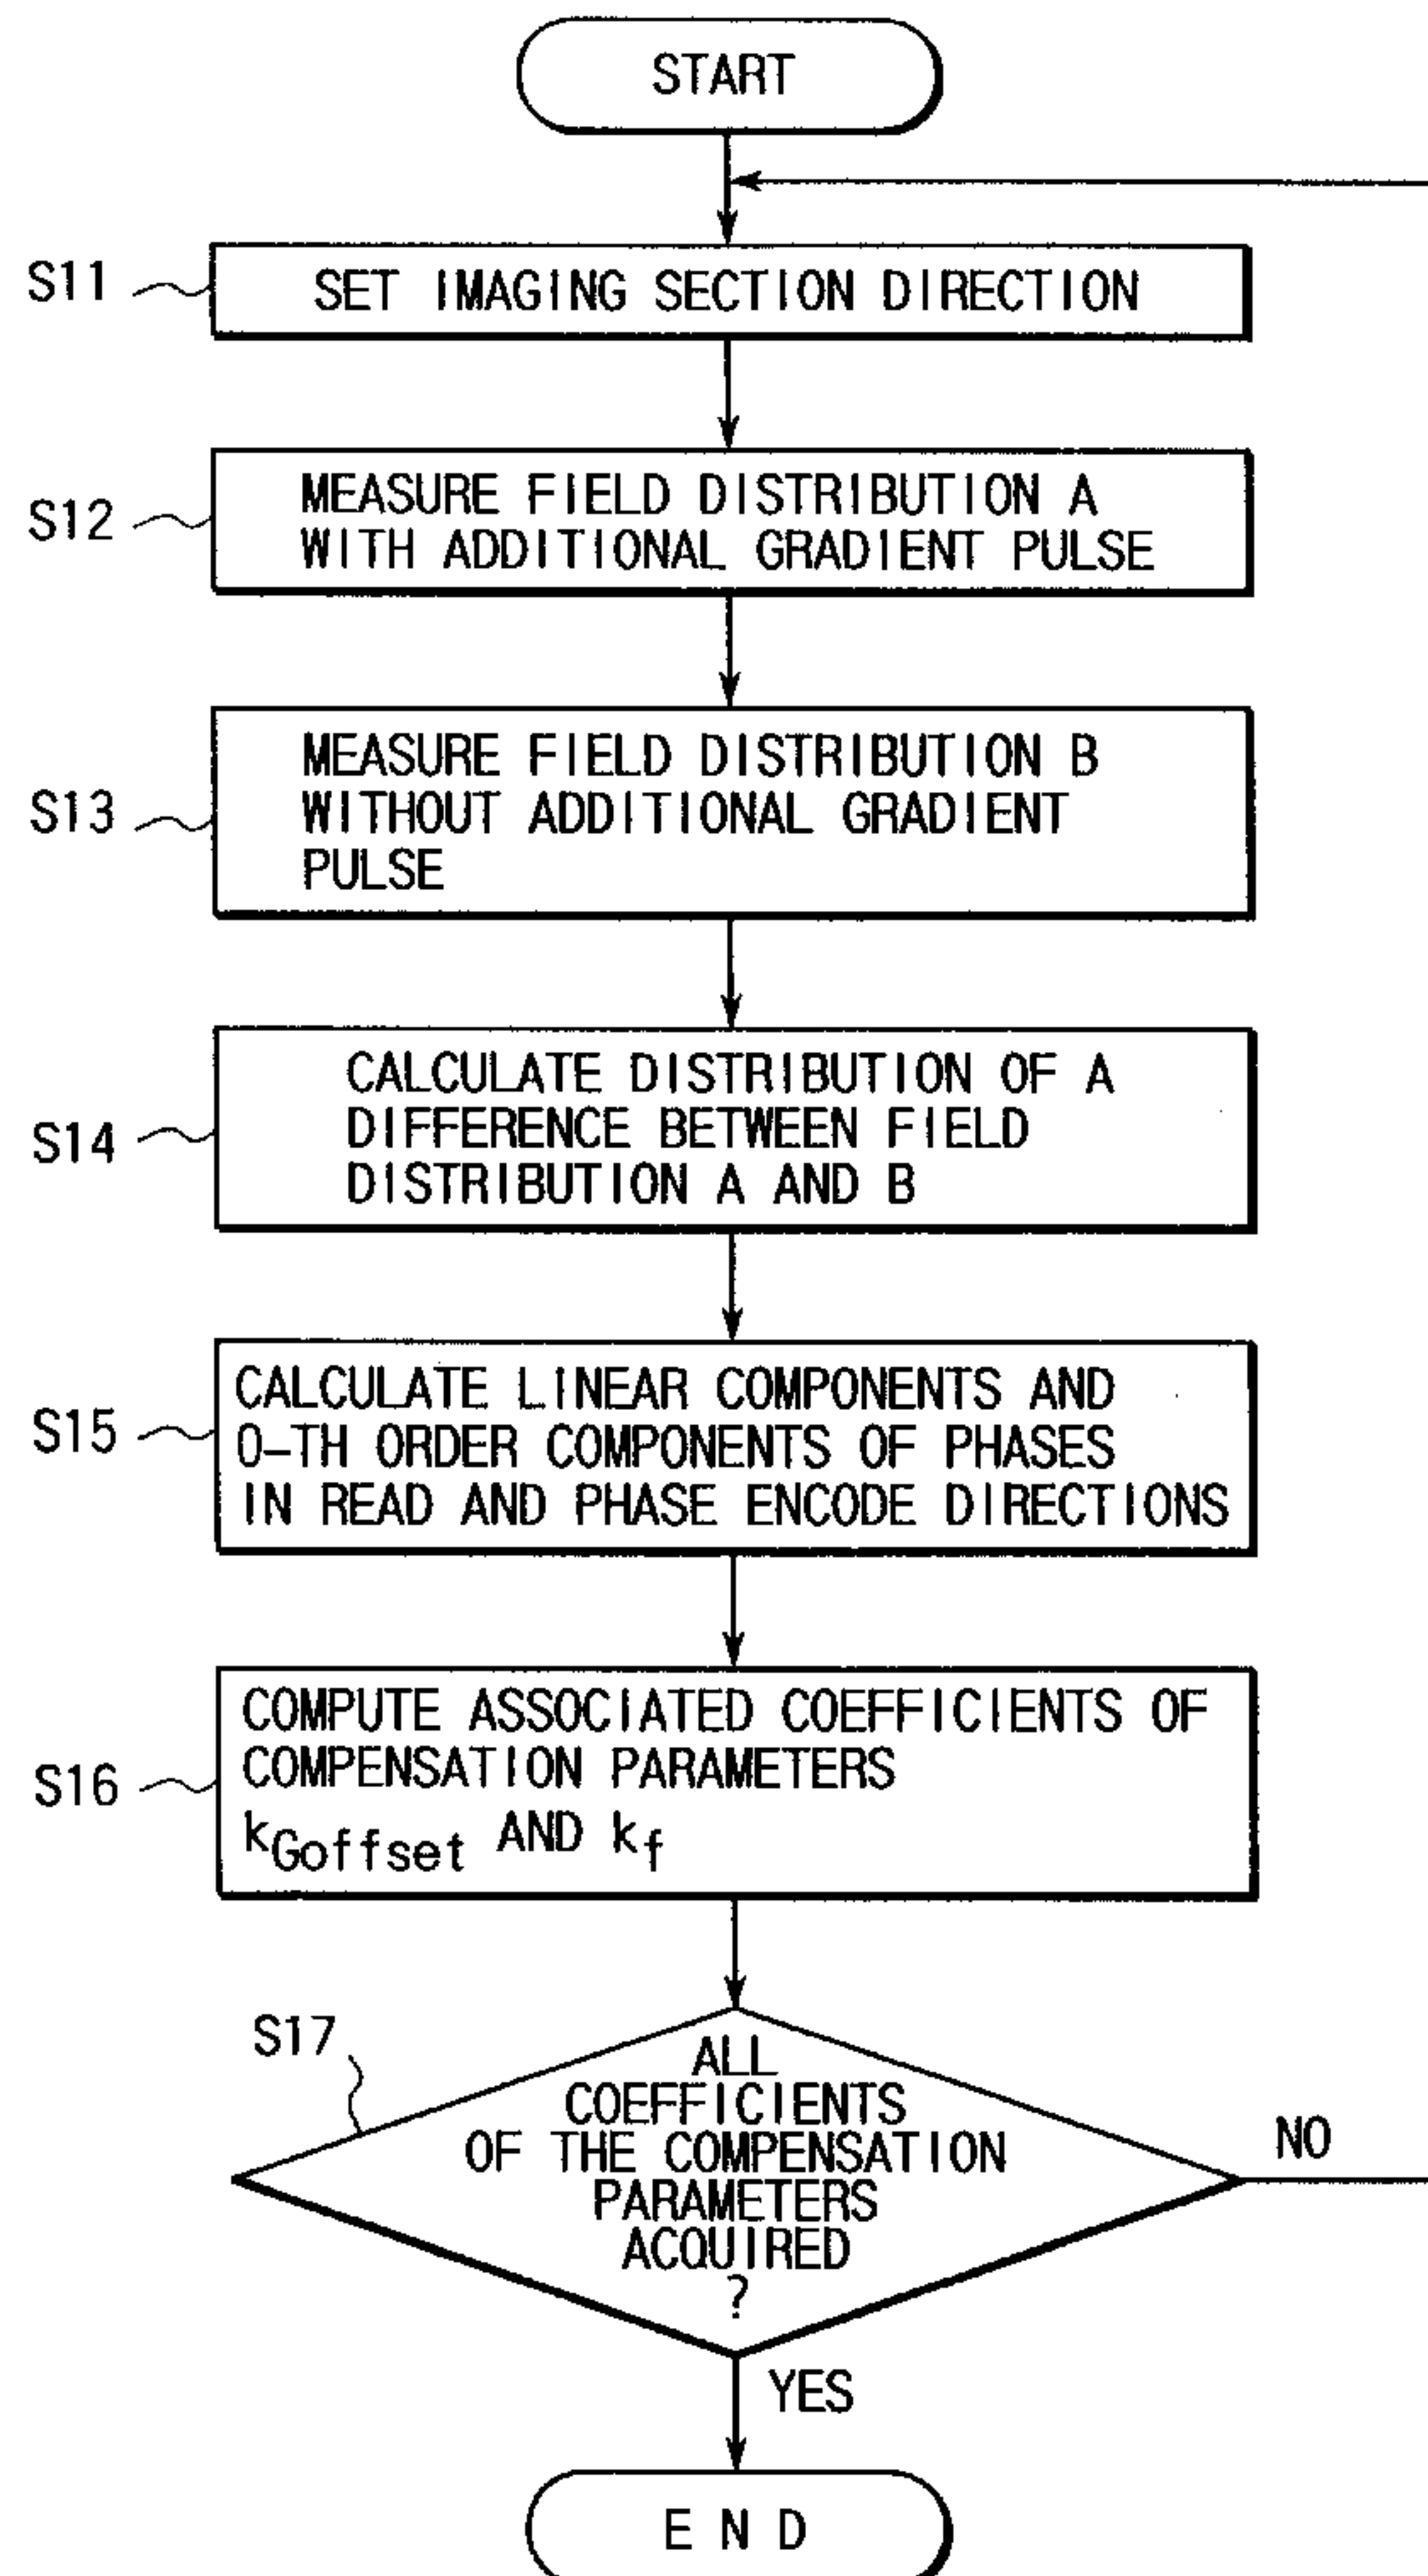 START
S11
SET IMAGING SECTION DIRECTION
S12
MEASURE FIELD DISTRIBUTION A
WITH ADDITIONAL GRADIENT PULSE
S13
MEASURE FIELD DISTRIBUTION B
WITHOUT ADDITIONAL GRADIENT
PULSE
S14
CALCULATE DISTRIBUTION OF A
DIFFERENCE BETWEEN FIELD
DISTRIBUTION A AND B
S15
CALCULATE LINEAR COMPONENTS AND
0-TH ORDER COMPONENTS OF PHASES
IN READ AND PHASE ENCODE DIRECTIONS
S16
COMPUTE ASSOCIATED COEFFICIENTS OF
COMPENSATION PARAMETERS
kGoffset AND kf
S17
ALL
COEFFICIENTS
OF THE COMPENSATION
PARAMETERS
ACQUIRED
?
NO
YES
END